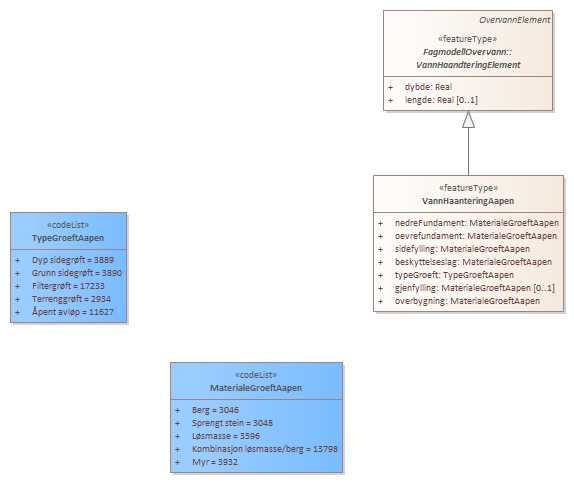 OvervannElement
«featureType»
FagmodellOvervann::
VannHaandteringElement
+ dybde: Real
+ lengde: Real [0..1]
«featureType»
VannHaanteringAapen
+ nedreFundament: MaterialeGroeftAapen
+ oevrefundament: MaterialeGroeftAapen
+ sidefylling: MaterialeGroeftAapen
+ beskyttelseslag: MaterialeGroeftAapen
+ typeGroeft: TypeGroeftAapen
+ gjenfylling: MaterialeGroeftAapen [0..1]
+ overbygning: MaterialeGroeftAapen
«codeList»
TypeGroeftAapen
+ Dyp sidegrøft = 3889
+ Grunn sidegrøft = 3890
+ Filtergrøft = 17233
+ Terrenggrøft = 2934
+ Åpent avløp = 11627
«codeList»
MaterialeGroeftAapen
+ Berg = 3046
+ Sprengt stein = 3048
+ Løsmasse = 3596
+ Kombinasjon løsmasse/berg = 13798
+ Myr = 3932